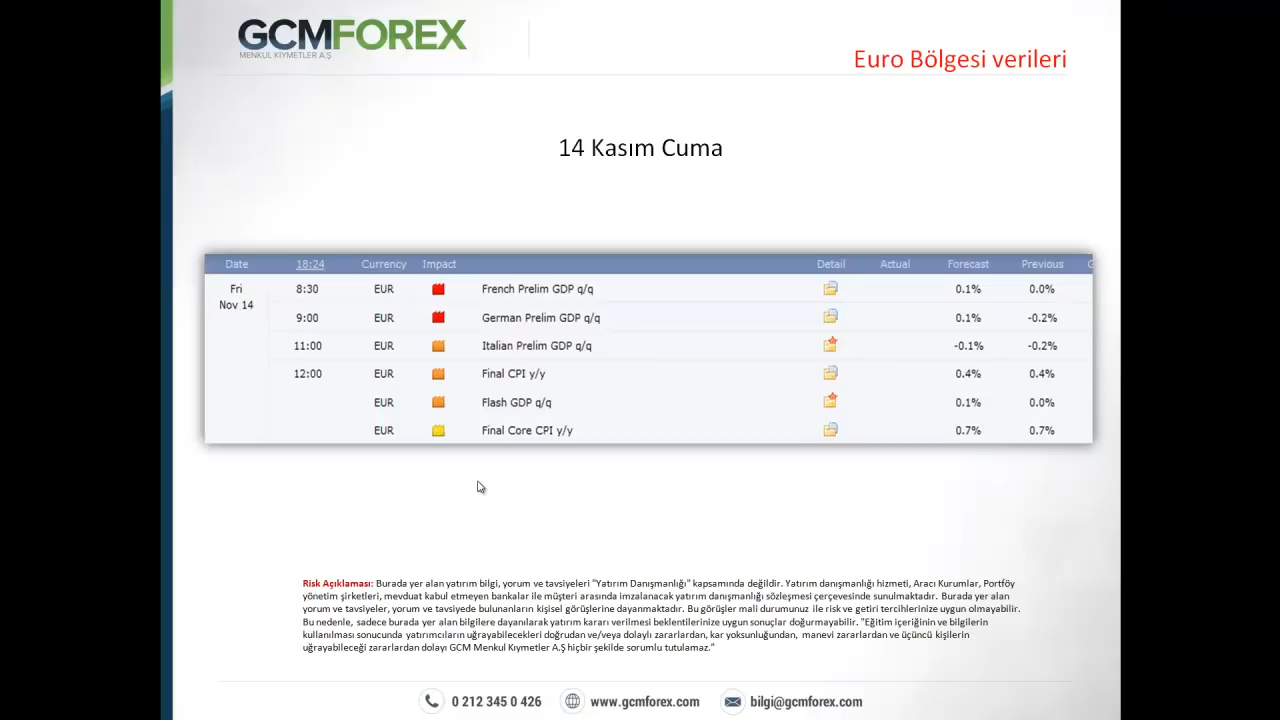 GCMFOREX
MENKUL KIYMETLER A.Ş
Euro Bölgesi verileri
14 Kasım Cuma
Date 18:24 Currency Impact Detail Actual Forecast Previous
Fri 8:30 EUR French Prelim GDP q/q 0.1% 0.0%
Nov 14
9:00 EUR German Prelim GDP q/q 0.1% -0.2%
11:00 EUR Italian Prelim GDP q/q -0.1% -0.2%
12:00 EUR Final CPI y/y 0.4% 0.4%
EUR Flash GDP q/q 0.1% 0.0%
EUR Final Core CPI y/y 0.7% 0.7%
Risk Açıklaması: Burada yer alan yatırım bilgi, yorum ve tavsiyeleri "Yatırım Danışmanlığı" kapsamında değildir. Yatırım danışmanlığı hizmeti, Aracı Kurumlar, Portföy
yönetim şirketleri, mevduat kabul etmeyen bankalar ile müşteri arasında imzalanacak yatırım danışmanlığı sözleşmesi çerçevesinde sunulmaktadır. Burada yer alan
yorum ve tavsiyeler, yorum ve tavsiyede bulunanların kişisel görüşlerine dayanmaktadır. Bu görüşler mali durumunuz ile risk ve getiri tercihlerinize uygun olmayabilir.
Bu nedenle, sadece burada yer alan bilgilere dayanılarak yatırım kararı verilmesi beklentilerinize uygun sonuçlar doğurmayabilir. "Eğitim içeriğinin ve bilgilerin
kullanılması sonucunda yatırımcıların uğrayabilecekleri doğrudan ve/veya dolaylı zararlardan, kar yoksunluğundan, manevi zararlardan ve üçüncü kişilerin
uğrayabileceği zararlardan dolayı GCM Menkul Kıymetler A.Ş hiçbir şekilde sorumlu tutulamaz."
0 212 345 0 426 www.gcmforex.com bilgi@gcmforex.com